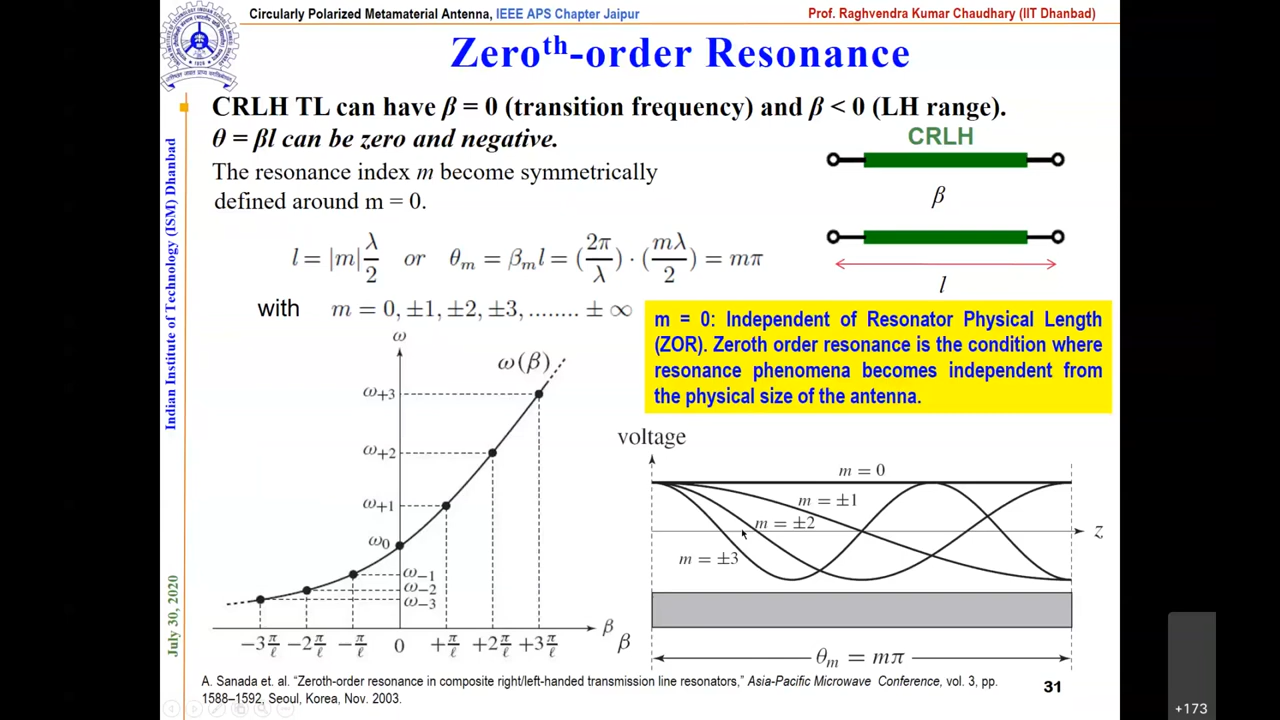 Circularly Polarized Metamaterial Antenna, IEEE APS Chapter Jaipur
Prof. Raghvendra Kumar Chaudhary (IIT Dhanbad)
Zeroth-order Resonance
CRLH TL can have β = 0 (transition frequency) and β < 0 (LH range).
θ = βl can be zero and negative.
The resonance index m become symmetrically
defined around m = 0.
CRLH
β
l
l = |m| λ/2 or θm = βml = (2π/λ) · (mλ/2) = mπ
with m = 0, ±1, ±2, ±3, ........ ± ∞
m = 0: Independent of Resonator Physical Length
(ZOR). Zeroth order resonance is the condition where
resonance phenomena becomes independent from
the physical size of the antenna.
ω
ω(β)
ω+3
ω+2
ω+1
ω0
ω−1
ω−2
ω−3
−3π/ℓ −2π/ℓ −π/ℓ 0 +π/ℓ +2π/ℓ +3π/ℓ
β
β
voltage
m = 0
m = ±1
m = ±2
m = ±3
z
θm = mπ
A. Sanada et. al. “Zeroth-order resonance in composite right/left-handed transmission line resonators,” Asia-Pacific Microwave Conference, vol. 3, pp.
1588–1592, Seoul, Korea, Nov. 2003.
31
Indian Institute of Technology (ISM) Dhanbad
July 30, 2020
+173